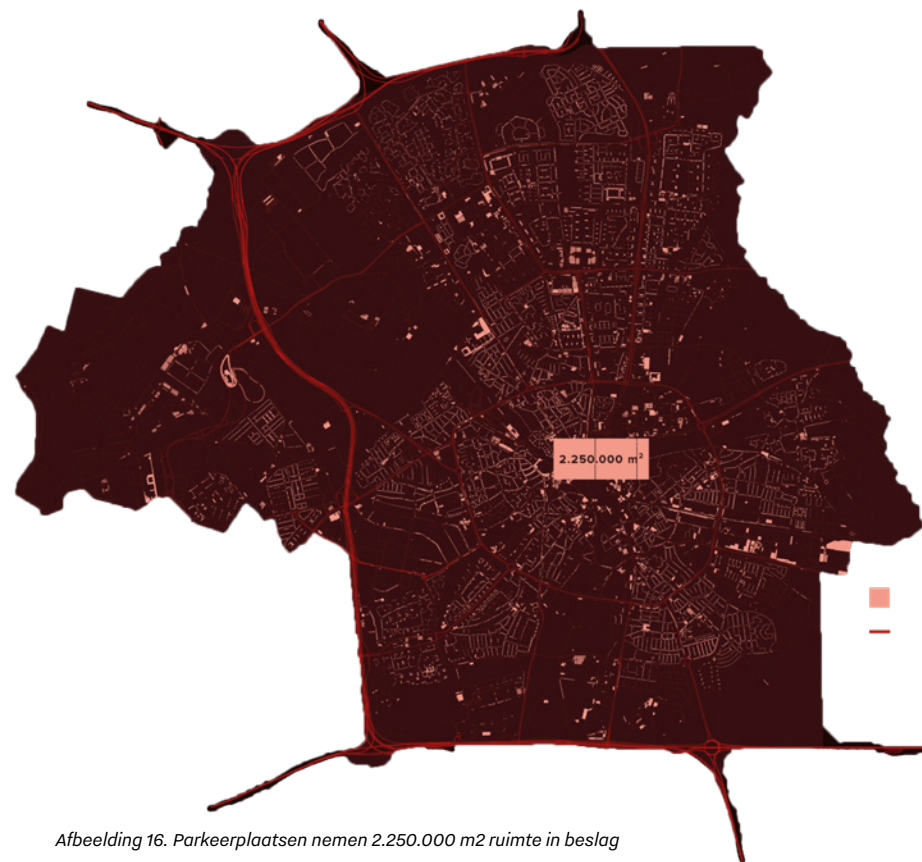 2.250.000 m²
Afbeelding 16. Parkeerplaatsen nemen 2.250.000 m2 ruimte in beslag